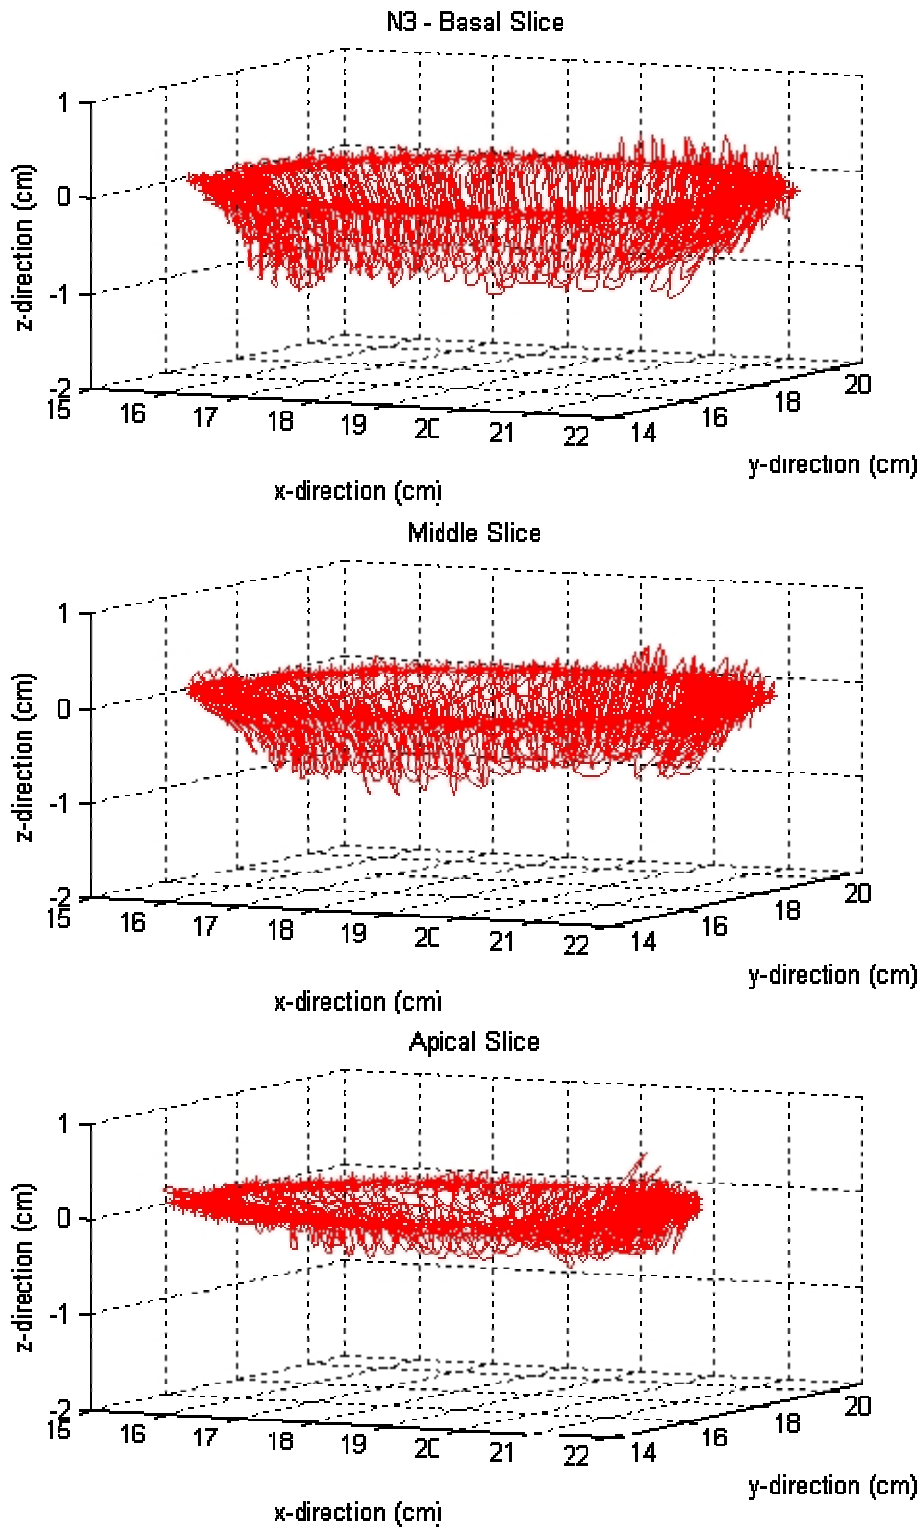 N3 - Basal Slice
1
0
-1
-2
z-direction (cm)
15 16 17 18 19 20 21 22
14 16 18 20
x-direction (cm)
y-direction (cm)
Middle Slice
1
0
-1
-2
z-direction (cm)
15 16 17 18 19 20 21 22
14 16 18 20
x-direction (cm)
y-direction (cm)
Apical Slice
1
0
-1
-2
z-direction (cm)
15 16 17 18 19 20 21 22
14 16 18 20
x-direction (cm)
y-direction (cm)